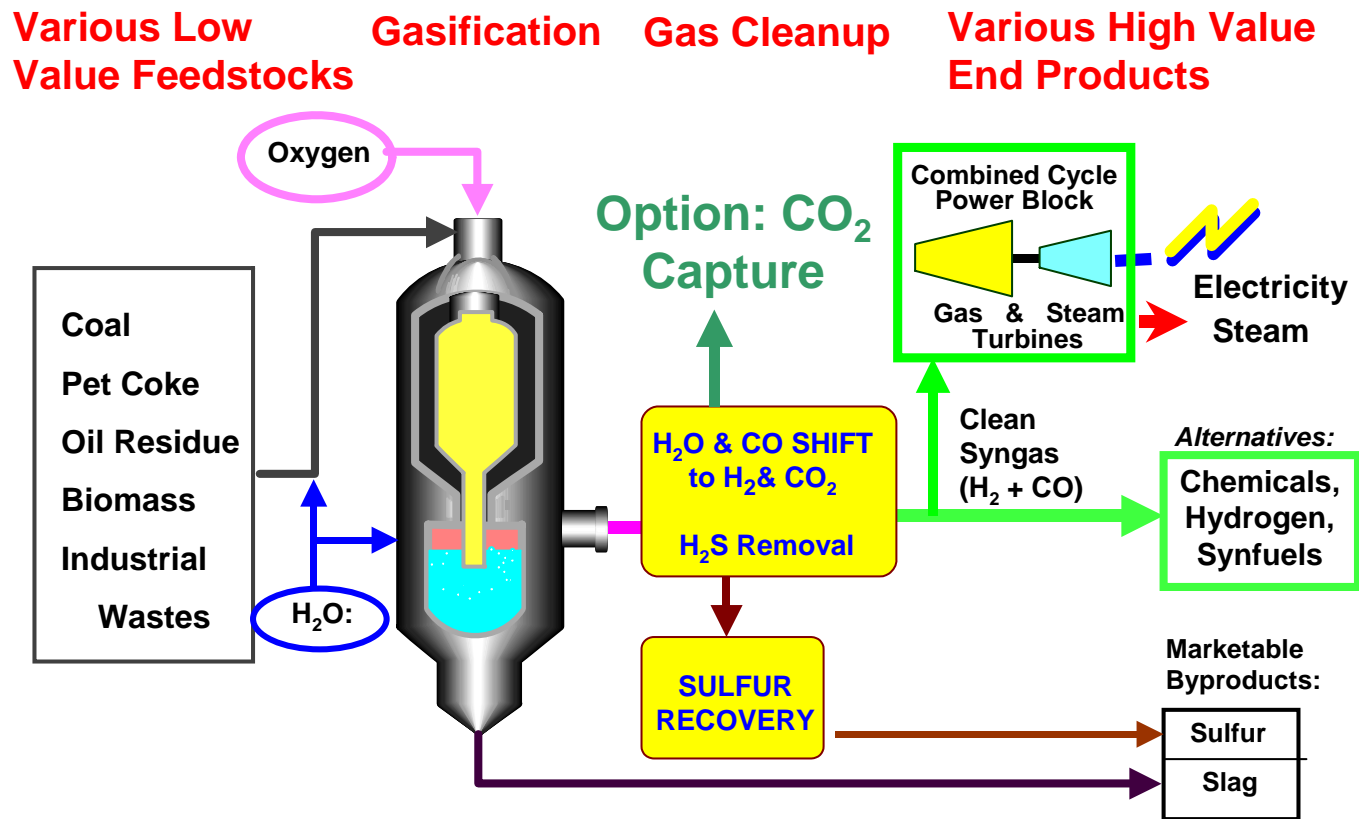 Various Low
Value Feedstocks
Gasification
Gas Cleanup
Various High Value
End Products
Oxygen
Coal
Pet Coke
Oil Residue
Biomass
Industrial
Wastes
H₂O:
Option: CO₂
Capture
H₂O & CO SHIFT
to H₂& CO₂
H₂S Removal
SULFUR
RECOVERY
Combined Cycle
Power Block
Gas & Steam
Turbines
Electricity
Steam
Clean
Syngas
(H₂ + CO)
Alternatives:
Chemicals,
Hydrogen,
Synfuels
Marketable
Byproducts:
Sulfur
Slag